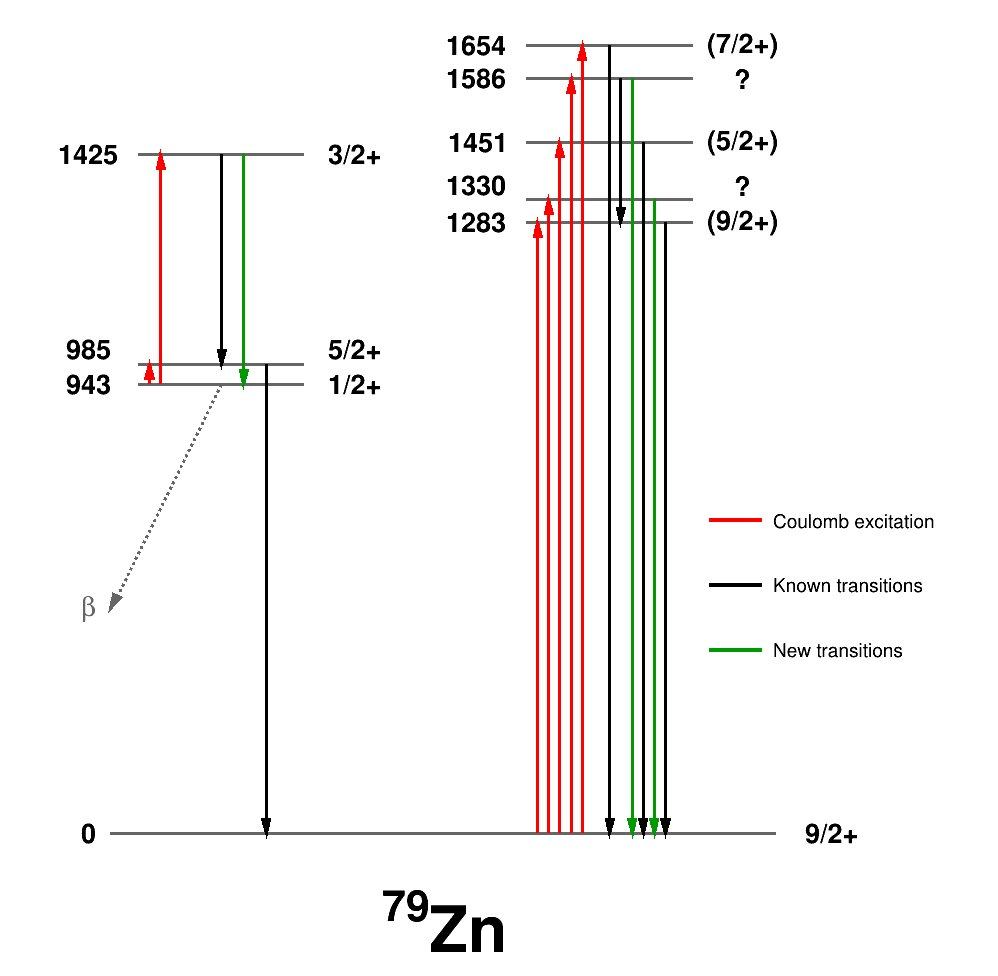 1654 (7/2+)
1586 ?
1425 3/2+
1451 (5/2+)
1330 ?
1283 (9/2+)
985 5/2+
943 1/2+
Coulomb excitation
Known transitions
β
New transitions
0 9/2+
79Zn